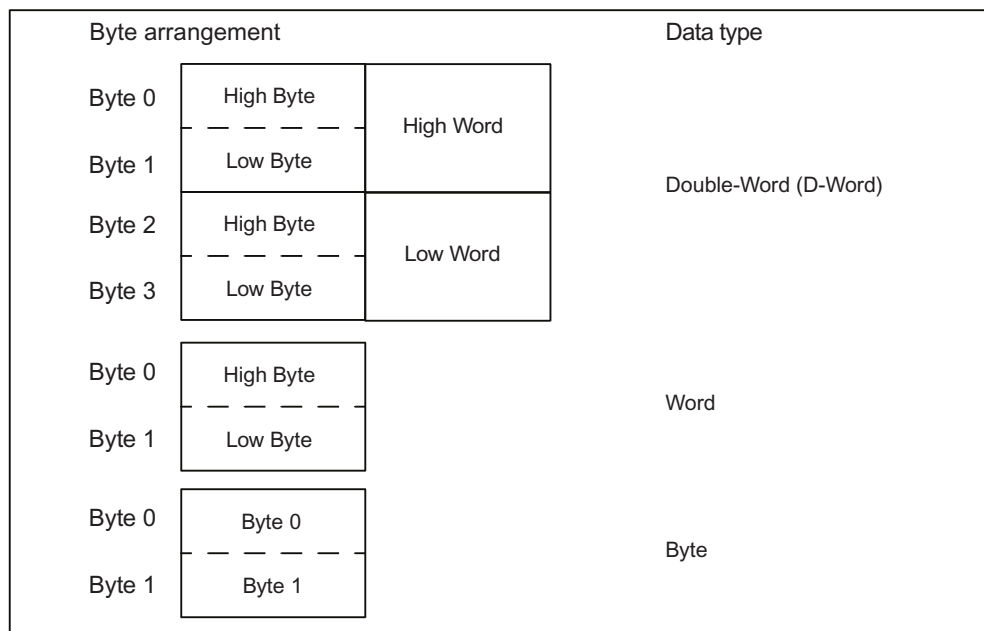 Byte arrangement Data type
Byte 0 High Byte
High Word
Byte 1 Low Byte
Double-Word (D-Word)
Byte 2 High Byte
Low Word
Byte 3 Low Byte
Byte 0 High Byte
Word
Byte 1 Low Byte
Byte 0 Byte 0
Byte
Byte 1 Byte 1